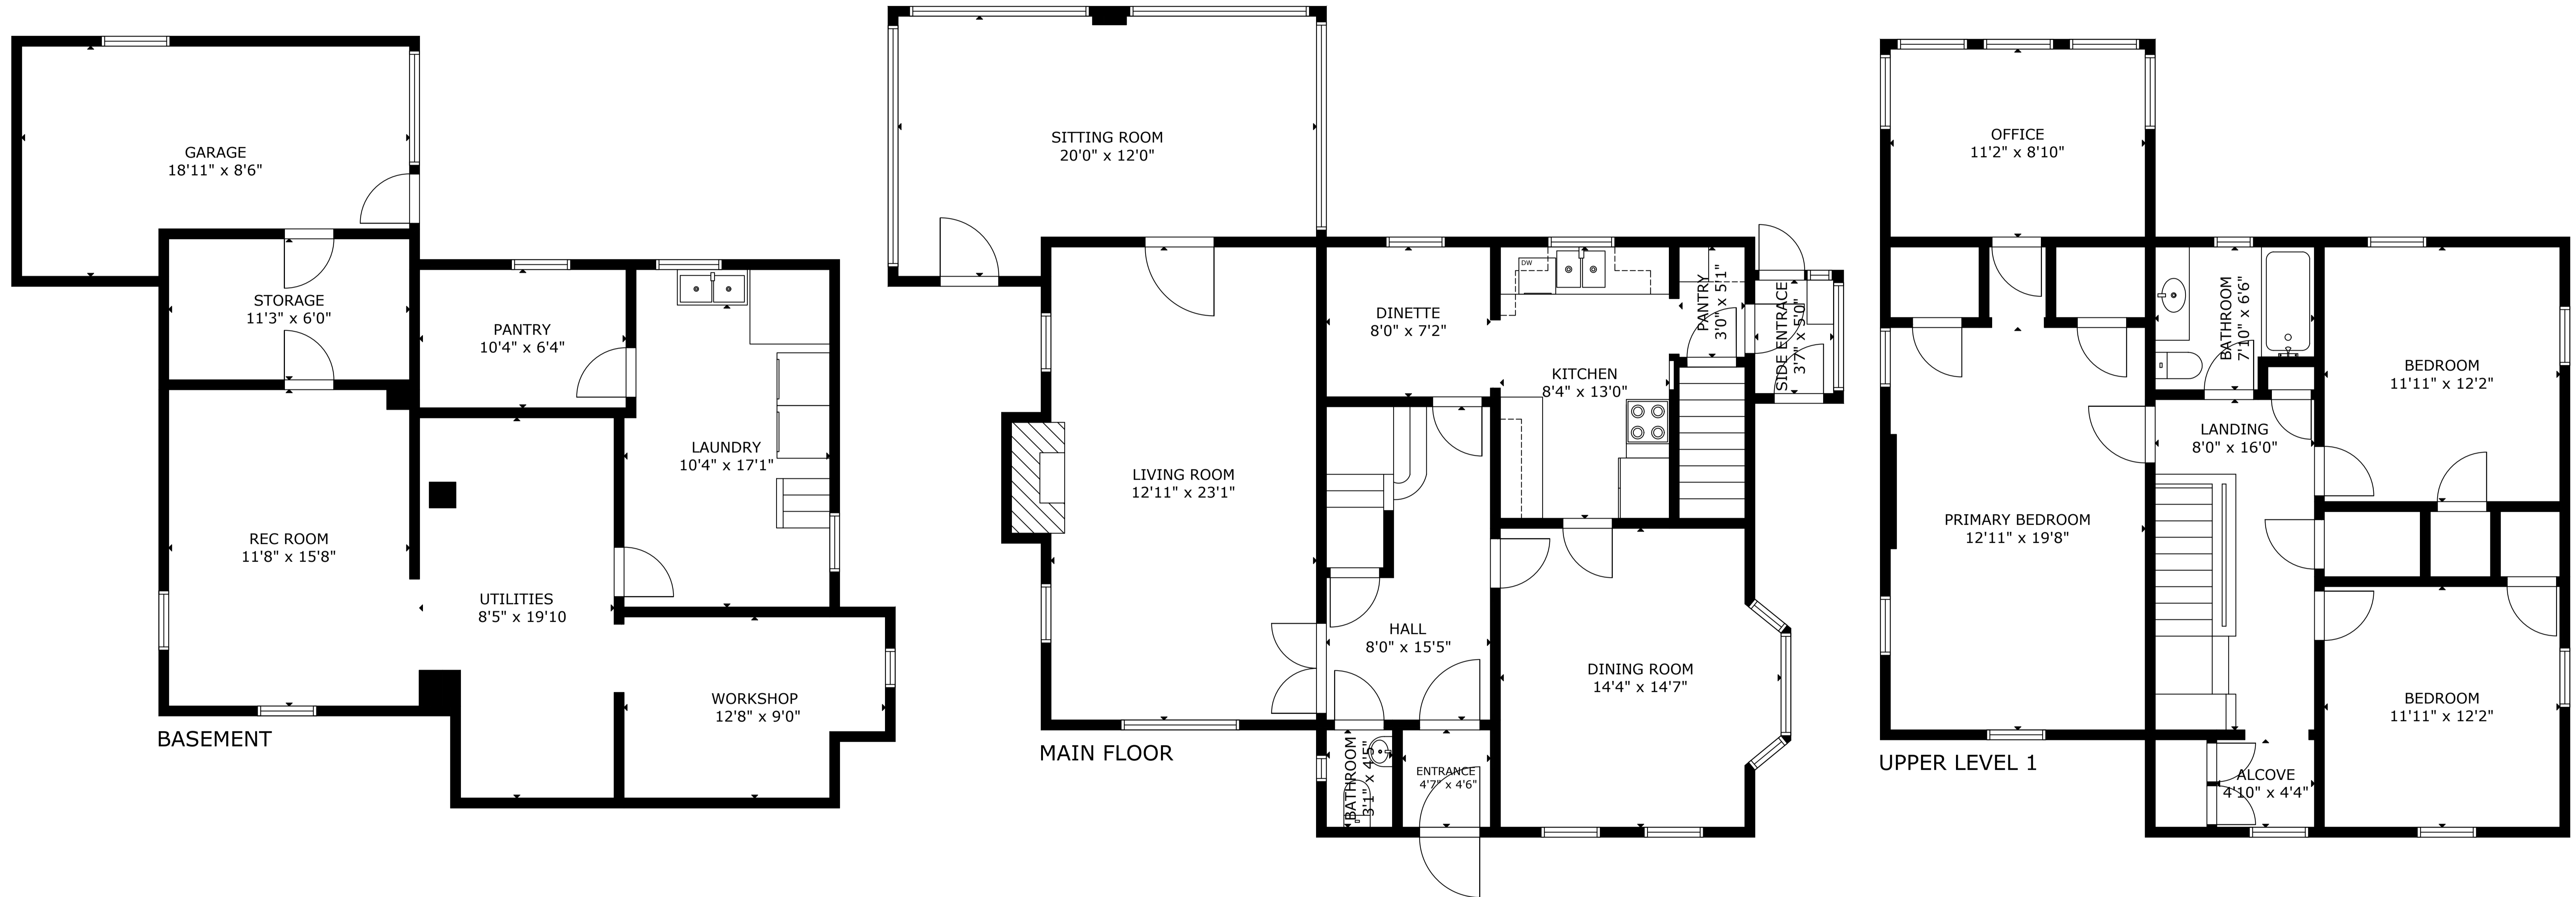 GARAGE
18'11" x 8'6"
STORAGE
11'3" x 6'0"
PANTRY
10'4" x 6'4"
LAUNDRY
10'4" x 17'1"
REC ROOM
11'8" x 15'8"
UTILITIES
8'5" x 19'10
WORKSHOP
12'8" x 9'0"
BASEMENT
SITTING ROOM
20'0" x 12'0"
DINETTE
8'0" x 7'2"
DW
KITCHEN
8'4" x 13'0"
PANTRY
3'0" x 5'1"
SIDE ENTRACE
3'7" x 5'0"
LIVING ROOM
12'11" x 23'1"
HALL
8'0" x 15'5"
DINING ROOM
14'4" x 14'7"
BATHROOM
3'1" x 4'5"
ENTRANCE
4'7" x 4'6"
MAIN FLOOR
OFFICE
11'2" x 8'10"
BATHROOM
7'10" x 6'6"
BEDROOM
11'11" x 12'2"
LANDING
8'0" x 16'0"
PRIMARY BEDROOM
12'11" x 19'8"
BEDROOM
11'11" x 12'2"
ALCOVE
4'10" x 4'4"
UPPER LEVEL 1